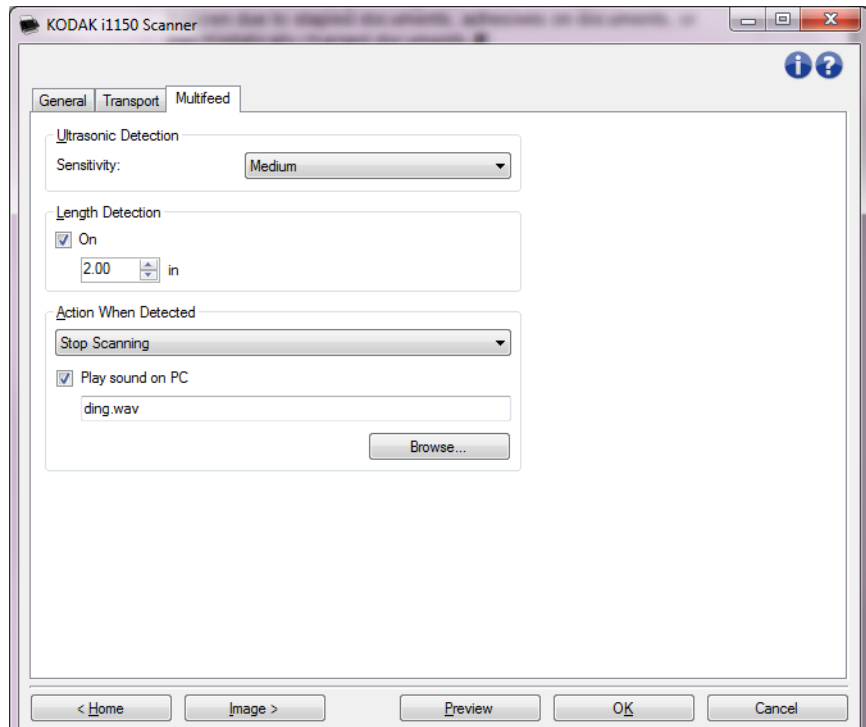 KODAK i1150 Scanner
General Transport Multifeed
Ultrasonic Detection
Sensitivity: Medium
Length Detection
On
2.00 in
Action When Detected
Stop Scanning
Play sound on PC
ding.wav
Browse...
< Home Image > Preview OK Cancel